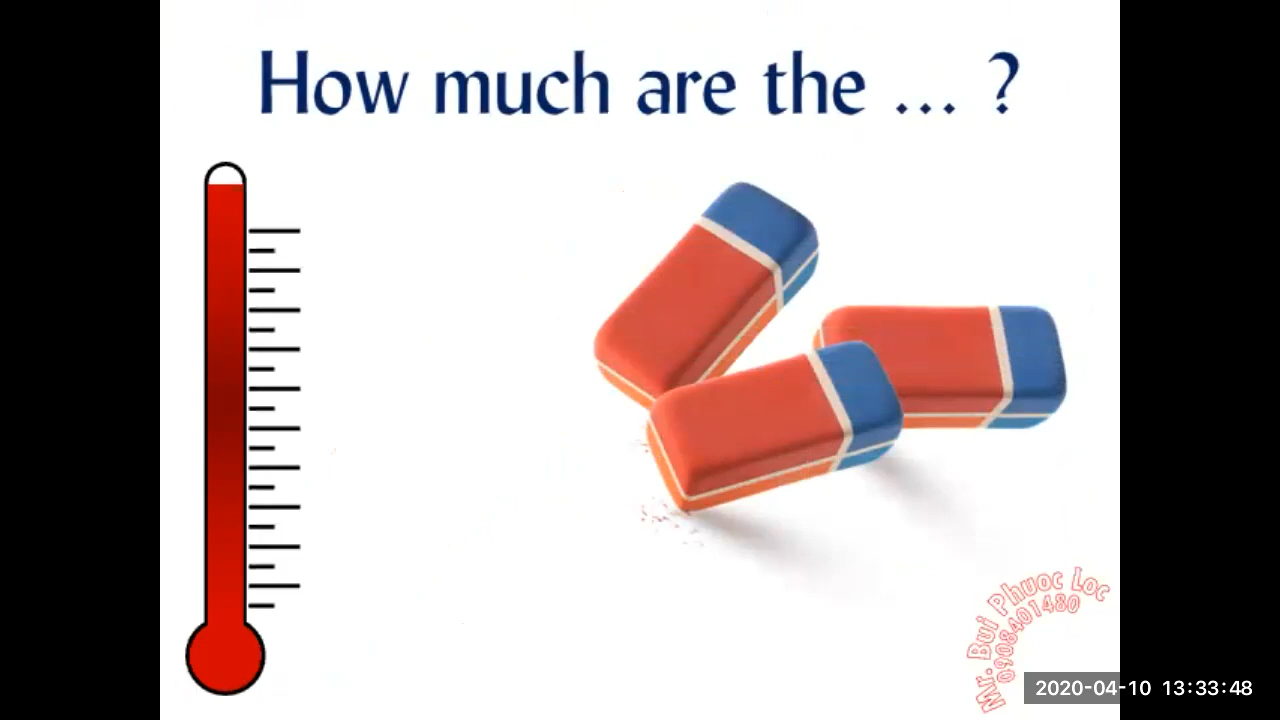 How much are the ... ?
Mr. Bui Phuoc Loc
0908401480
2020-04-10 13:33:48